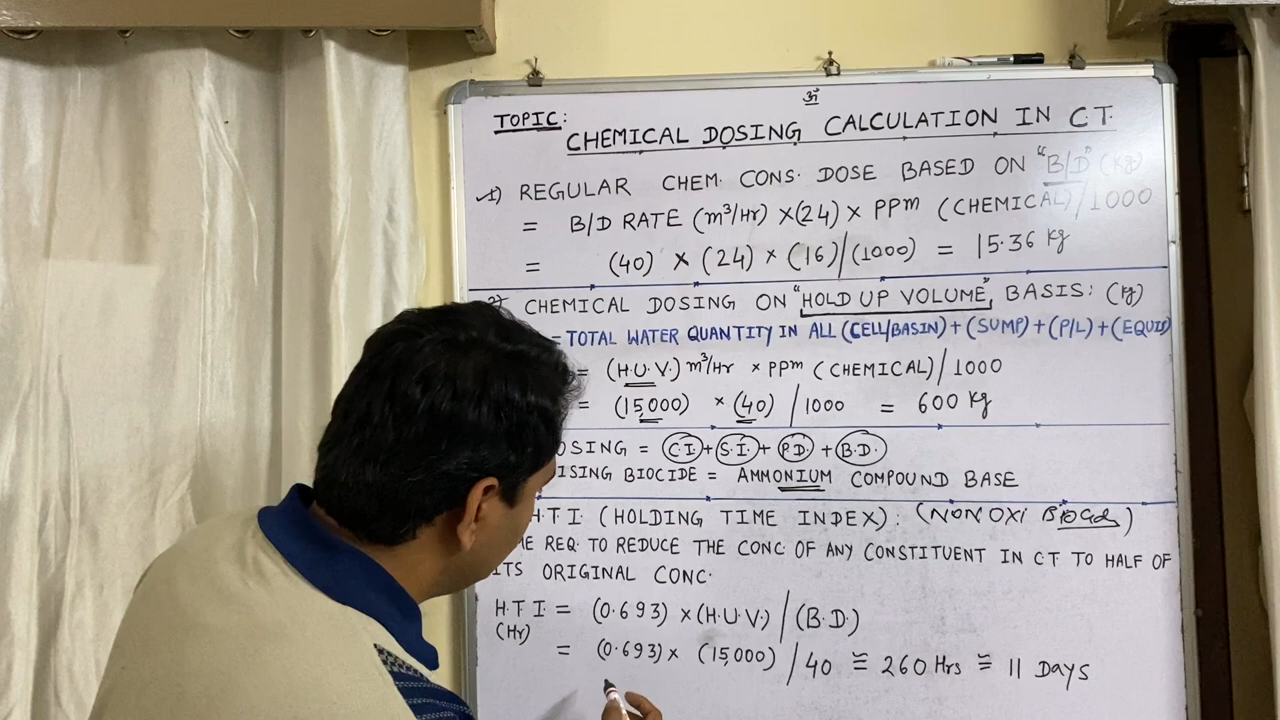 ॐ
TOPIC:
CHEMICAL DOSING CALCULATION IN C.T.
1) REGULAR CHEM. CONS. DOSE BASED ON "B/D" (Kg)
= B/D RATE (m³/Hr) ×(24) × PPm (CHEMICAL)/1000
= (40) × (24) × (16)/(1000) = 15.36 Kg
CHEMICAL DOSING ON "HOLD UP VOLUME" BASIS: (Kg)
= TOTAL WATER QUANTITY IN ALL (CELL/BASIN) + (SUMP) + (P/L) + (EQUIP)
= (H.U.V.) m³/Hr × PPm (CHEMICAL)/1000
= (15,000) × (40) / 1000 = 600 Kg
OSING = (C.I.) + (S.I.) + (P.D.) + (B.D.)
ISING BIOCIDE = AMMONIUM COMPOUND BASE
H.T.I. (HOLDING TIME INDEX): (NON OXI )
ME REQ. TO REDUCE THE CONC OF ANY CONSTITUENT IN C.T TO HALF OF
ITS ORIGINAL CONC.
H.T.I. = (0.693) × (H.U.V.) / (B.D.)
(Hr)
= (0.693) × (15,000) / 40 ≅ 260 Hrs ≅ 11 DAYS